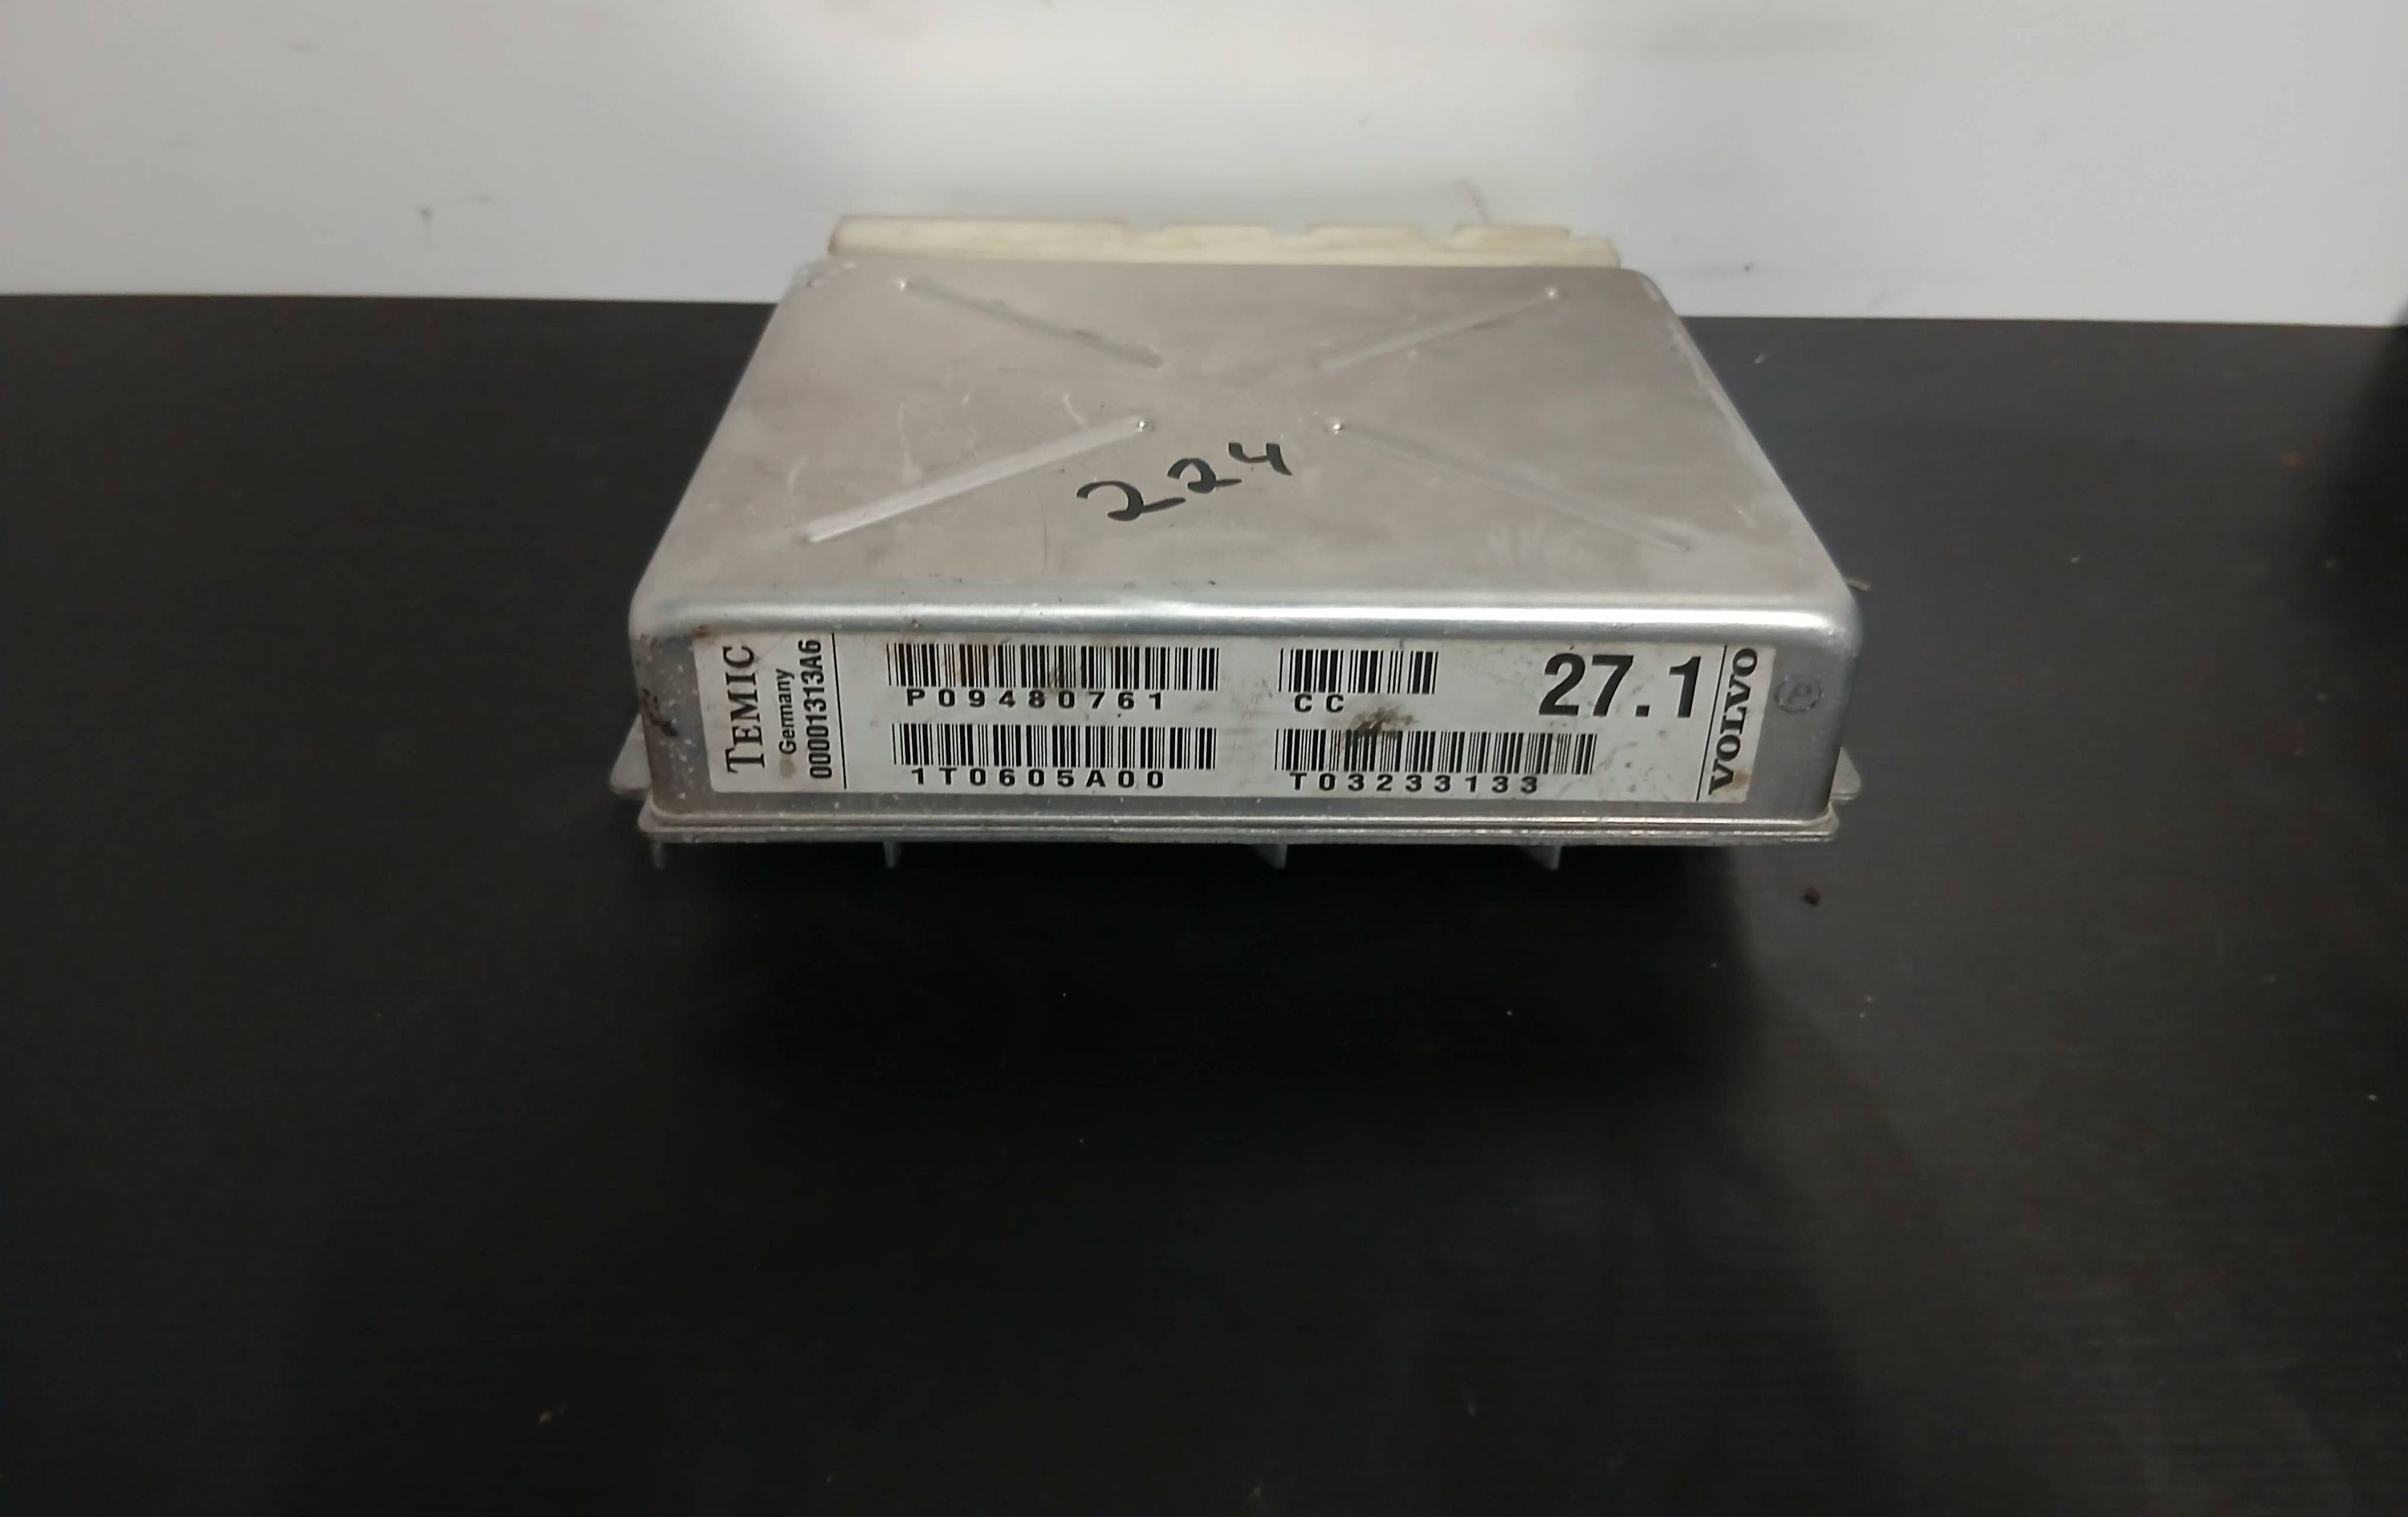 224
TEMIC
Germany
00001313A6
P09480761
CC
27.1
1T0605A00
T03233133
VOLVO
P